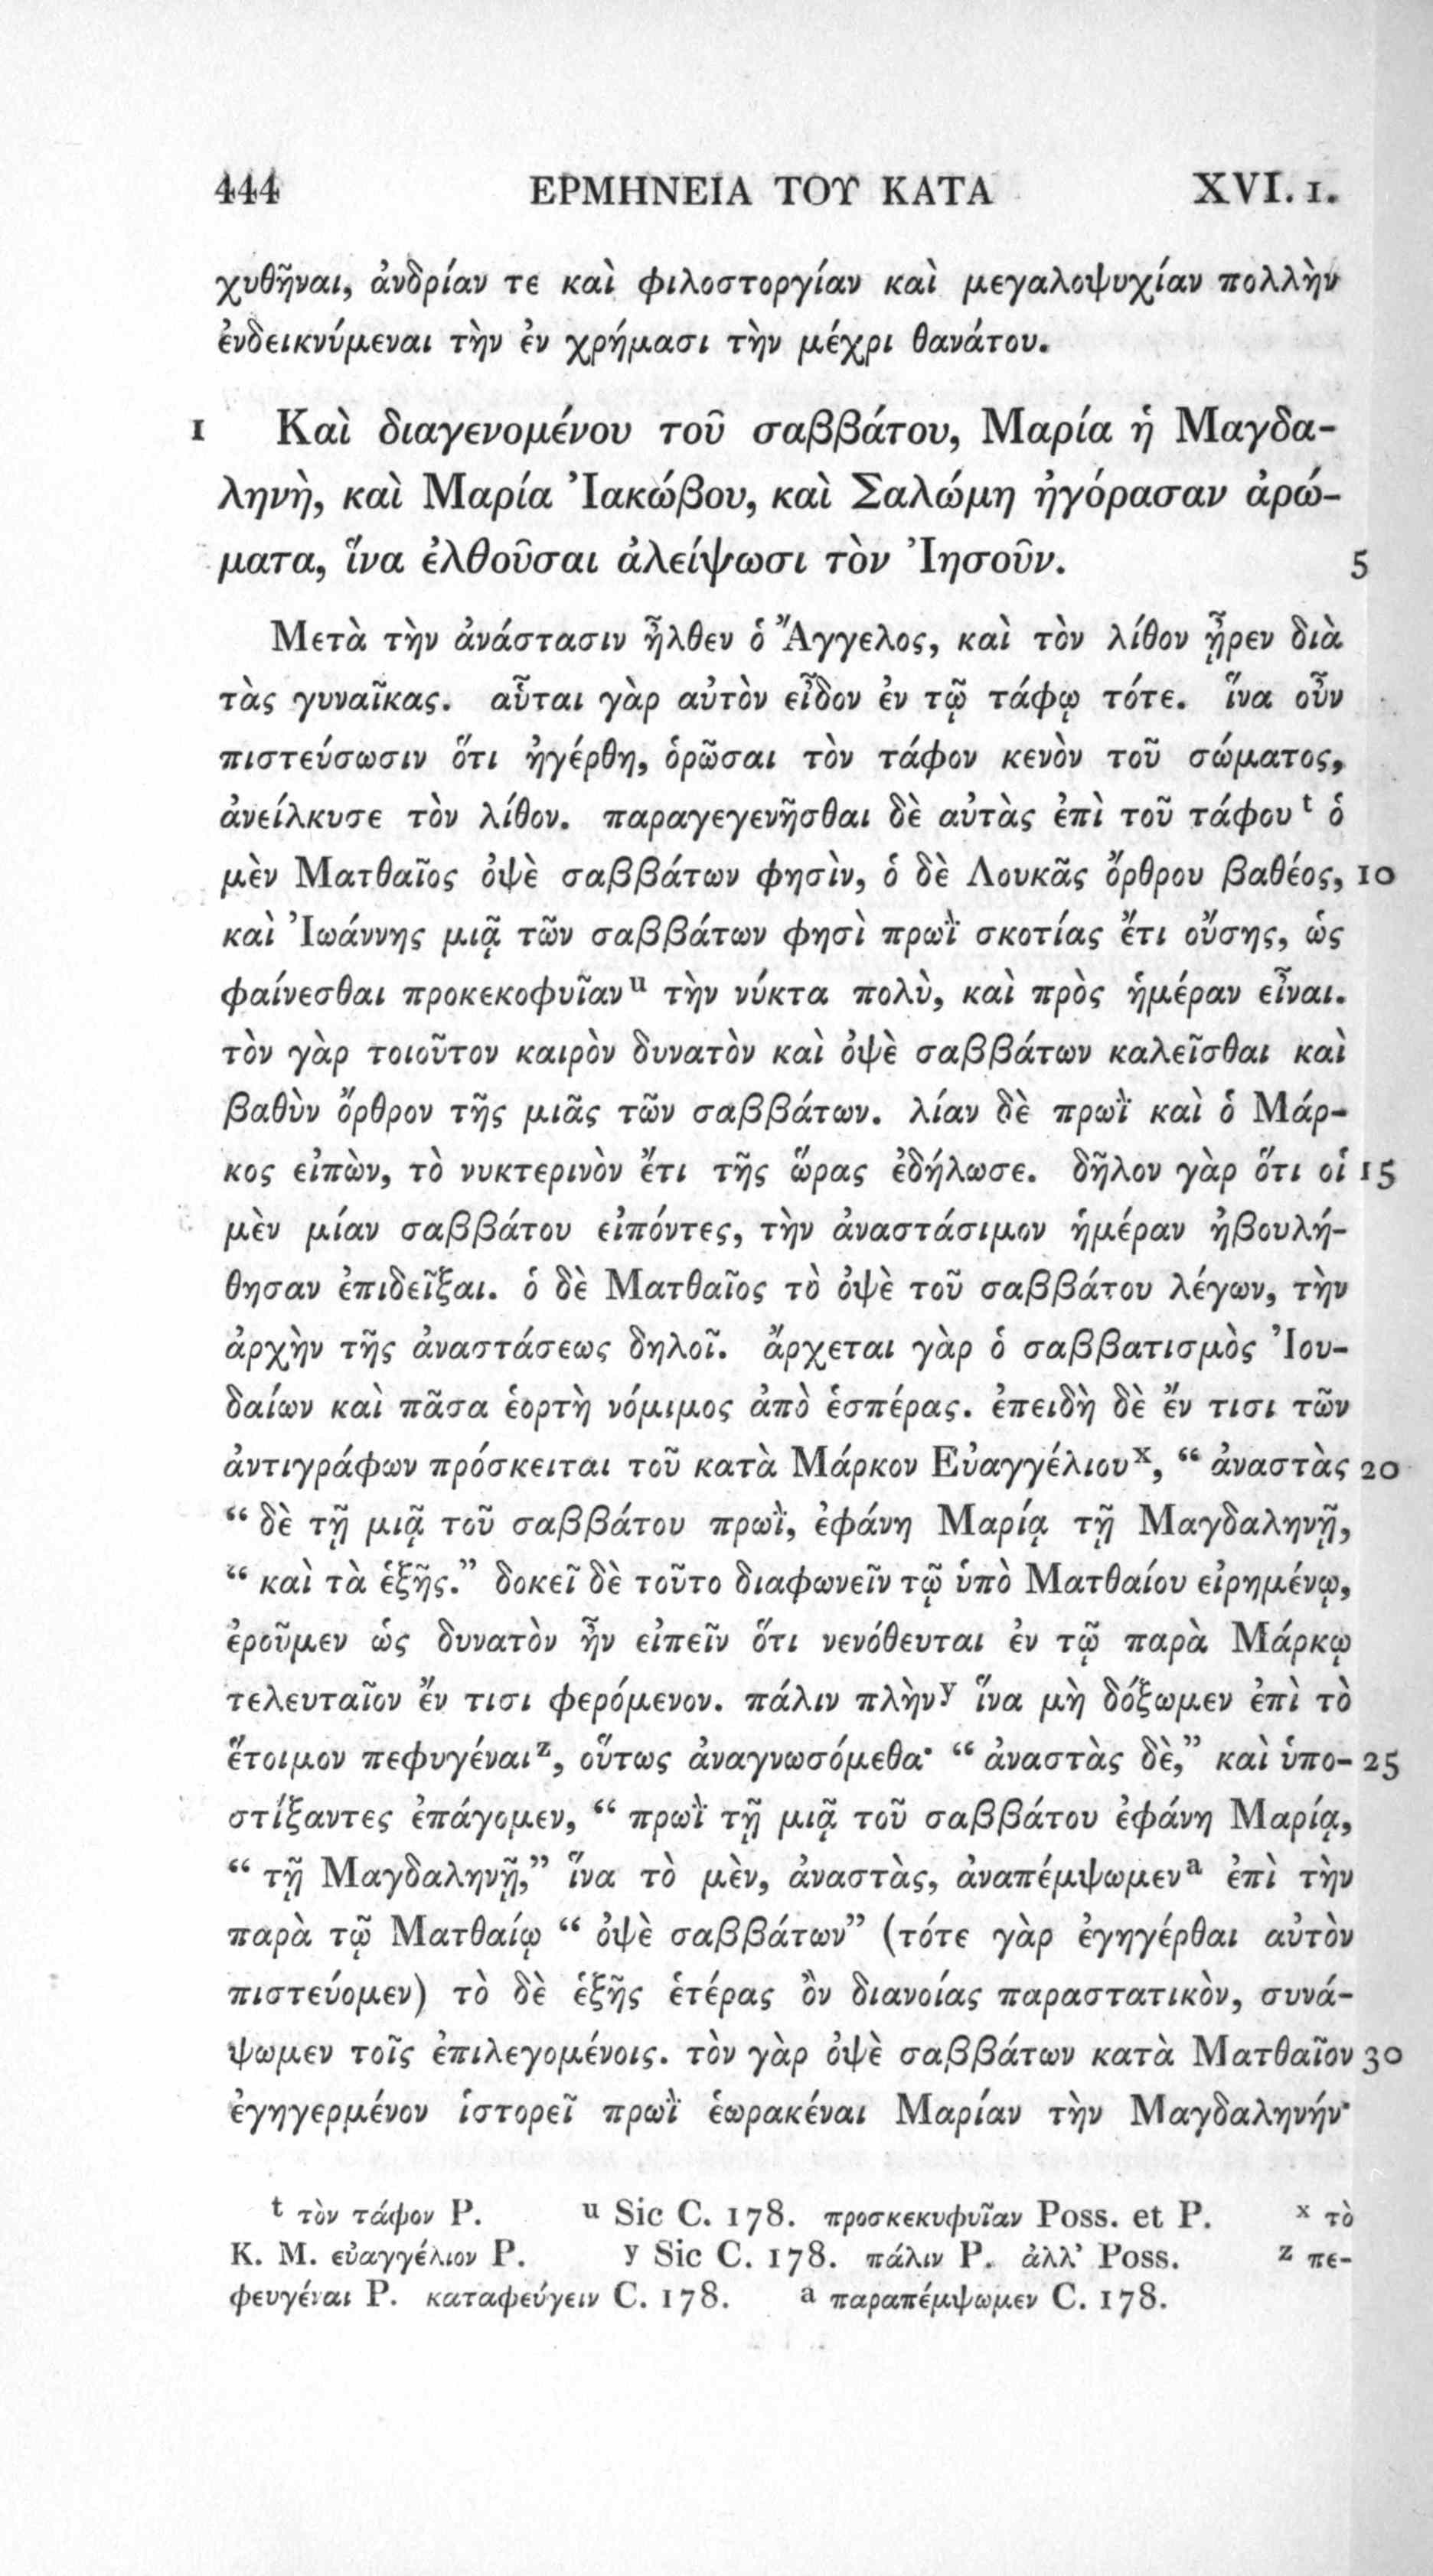 444 ΕΡΜΗΝΕΙΑ ΤΟΥ ΚΑΤΑ XVI. 1.
χυθῆναι, ἀνδρίαν τε καὶ φιλοστοργίαν καὶ μεγαλοψυχίαν πολλὴν
ἐνδεικνύμεναι τὴν ἐν χρήμασι τὴν μέχρι θανάτου.
1 Καὶ διαγενομένου τοῦ σαββάτου, Μαρία ἡ Μαγδα-
ληνὴ, καὶ Μαρία Ἰακώβου, καὶ Σαλώμη ἠγόρασαν ἀρώ-
ματα, ἵνα ἐλθοῦσαι ἀλείψωσι τὸν Ἰησοῦν. 5
Μετὰ τὴν ἀνάστασιν ἦλθεν ὁ Ἄγγελος, καὶ τὸν λίθον ᾖρεν διὰ
τὰς γυναῖκας. αὗται γὰρ αὐτὸν εἶδον ἐν τῷ τάφῳ τότε. ἵνα οὖν
πιστεύσωσιν ὅτι ἠγέρθη, ὁρῶσαι τὸν τάφον κενὸν τοῦ σώματος,
ἀνείλκυσε τὸν λίθον. παραγεγενῆσθαι δὲ αὐτὰς ἐπὶ τοῦ τάφου t ὁ
μὲν Ματθαῖος ὀψὲ σαββάτων φησὶν, ὁ δὲ Λουκᾶς ὄρθρου βαθέος, 10
καὶ Ἰωάννης μιᾷ τῶν σαββάτων φησὶ πρωῒ σκοτίας ἔτι οὔσης, ὡς
φαίνεσθαι προκεκοφυῖαν u τὴν νύκτα πολὺ, καὶ πρὸς ἡμέραν εἶναι.
τὸν γὰρ τοιοῦτον καιρὸν δυνατὸν καὶ ὀψὲ σαββάτων καλεῖσθαι καὶ
βαθὺν ὄρθρον τῆς μιᾶς τῶν σαββάτων. λίαν δὲ πρωῒ καὶ ὁ Μάρ-
κος εἰπὼν, τὸ νυκτερινὸν ἔτι τῆς ὥρας ἐδήλωσε. δῆλον γὰρ ὅτι οἱ 15
μὲν μίαν σαββάτου εἰπόντες, τὴν ἀναστάσιμον ἡμέραν ἠβουλή-
θησαν ἐπιδεῖξαι. ὁ δὲ Ματθαῖος τὸ ὀψὲ τοῦ σαββάτου λέγων, τὴν
ἀρχὴν τῆς ἀναστάσεως δηλοῖ. ἄρχεται γὰρ ὁ σαββατισμὸς Ἰου-
δαίων καὶ πᾶσα ἑορτὴ νόμιμος ἀπὸ ἑσπέρας. ἐπειδὴ δὲ ἔν τισι τῶν
ἀντιγράφων πρόσκειται τοῦ κατὰ Μάρκον Εὐαγγέλιου x, “ ἀναστὰς 20
“ δὲ τῇ μιᾷ τοῦ σαββάτου πρωῒ, ἐφάνη Μαρίᾳ τῇ Μαγδαληνῇ,
“ καὶ τὰ ἑξῆς.” δοκεῖ δὲ τοῦτο διαφωνεῖν τῷ ὑπὸ Ματθαίου εἰρημένῳ,
ἐροῦμεν ὡς δυνατὸν ἦν εἰπεῖν ὅτι νενόθευται ἐν τῷ παρὰ Μάρκῳ
τελευταῖον ἔν τισι φερόμενον. πάλιν πλὴν y ἵνα μὴ δόξωμεν ἐπὶ τὸ
ἕτοιμον πεφυγέναι z, οὕτως ἀναγνωσόμεθα· “ ἀναστὰς δὲ,” καὶ ὑπο- 25
στίξαντες ἐπάγομεν, “ πρωῒ τῇ μιᾷ τοῦ σαββάτου ἐφάνη Μαρίᾳ,
“ τῇ Μαγδαληνῇ,” ἵνα τὸ μὲν, ἀναστὰς, ἀναπέμψωμεν a ἐπὶ τὴν
παρὰ τῷ Ματθαίῳ “ ὀψὲ σαββάτων” (τότε γὰρ ἐγηγέρθαι αὐτὸν
πιστεύομεν) τὸ δὲ ἑξῆς ἑτέρας ὂν διανοίας παραστατικὸν, συνά-
ψωμεν τοῖς ἐπιλεγομένοις. τὸν γὰρ ὀψὲ σαββάτων κατὰ Ματθαῖον 30
ἐγηγερμένον ἱστορεῖ πρωῒ ἑωρακέναι Μαρίαν τὴν Μαγδαληνήν·
t τὸν τάφον P. u Sic C. 178. προσκεκυφυῖαν Poss. et P. x τὸ
K. M. εὐαγγέλιον P. y Sic C. 178. πάλιν P. ἀλλ’ Poss. z πε-
φευγέναι P. καταφεύγειν C. 178. a παραπέμψωμεν C. 178.